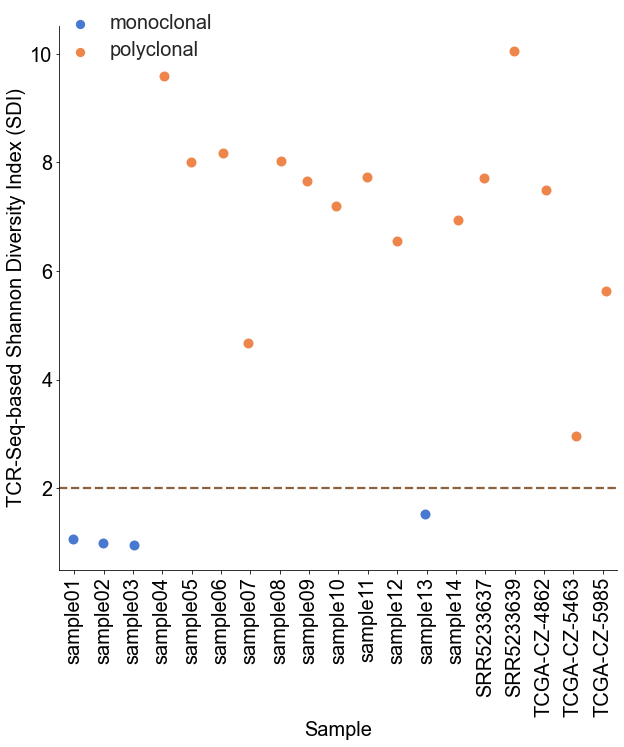 monoclonal
polyclonal
TCR-Seq-based Shannon Diversity Index (SDI)
10
8
6
4
2
sample01
sample02
sample03
sample04
sample05
sample06
sample07
sample08
sample09
sample10
sample11
sample12
sample13
sample14
SRR5233637
SRR5233639
TCGA-CZ-4862
TCGA-CZ-5463
TCGA-CZ-5985
Sample